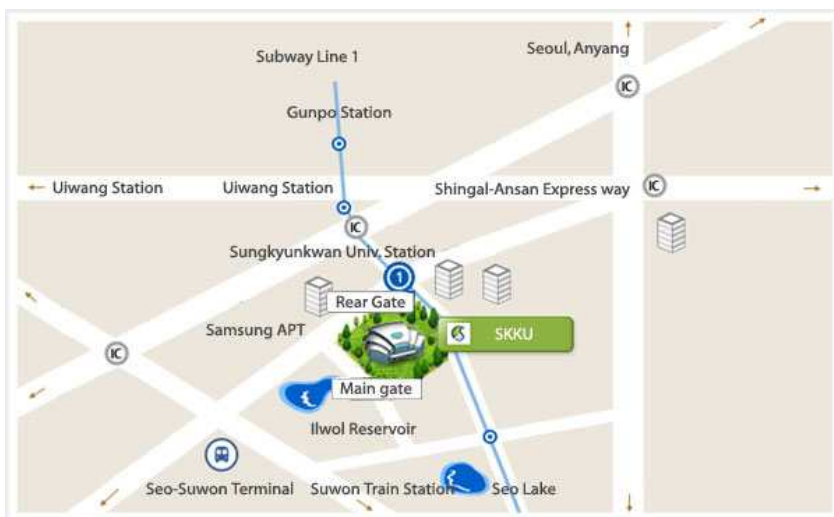 Seoul, Anyang
Subway Line 1
IC
Gunpo Station
Uiwang Station
Uiwang Station
Shingal-Ansan Express way
IC
IC
Sungkyunkwan Univ. Station
1
Rear Gate
Samsung APT
SKKU
IC
Main gate
Ilwol Reservoir
Seo-Suwon Terminal
Suwon Train Station
Seo Lake